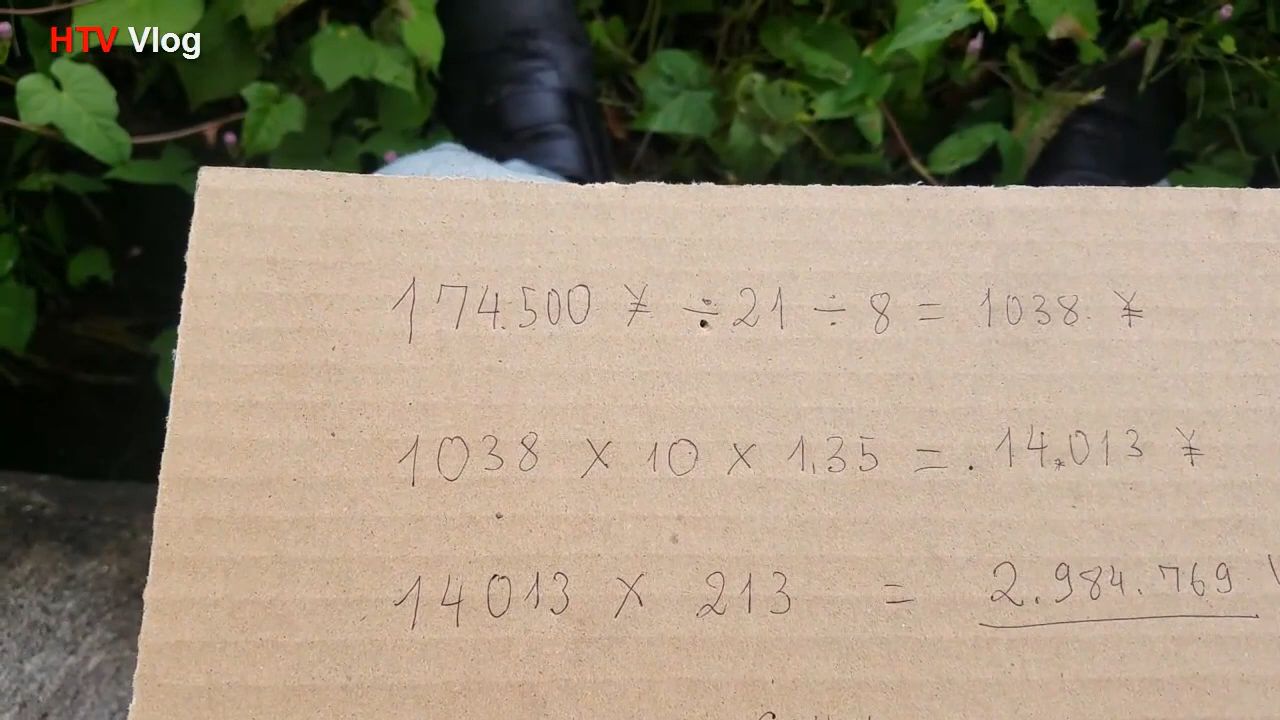 HTV Vlog
174.500 ¥ ÷ 21 ÷ 8 = 1038 ¥
1038 × 10 × 1,35 = 14.013 ¥
14013 × 213 = 2.984.769